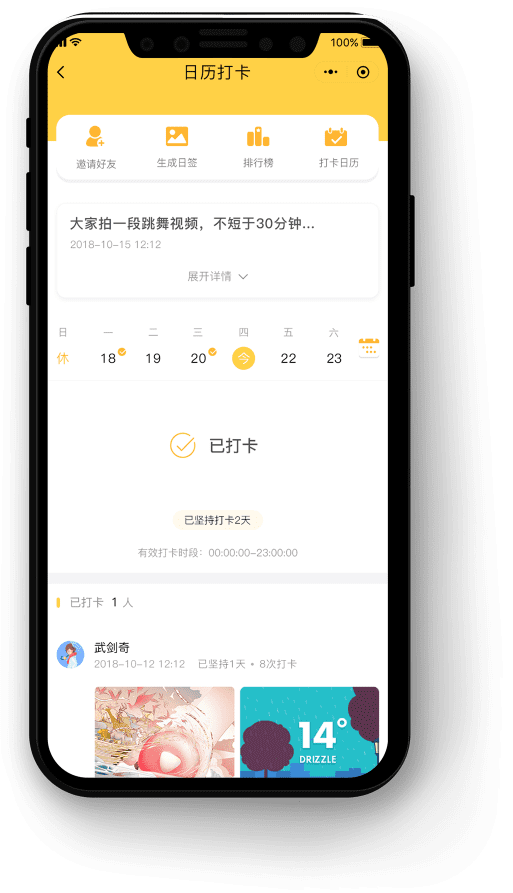 100%
日历打卡
邀请好友 生成日签 排行榜 打卡日历
大家拍一段跳舞视频，不短于30分钟...
2018-10-15 12:12
展开详情
日 一 二 三 四 五 六
休 18 19 20 今 22 23
已打卡
已坚持打卡2天
有效打卡时段：00:00:00-23:00:00
已打卡 1 人
武剑奇
2018-10-12 12:12 已坚持1天 • 8次打卡
14°
DRIZZLE